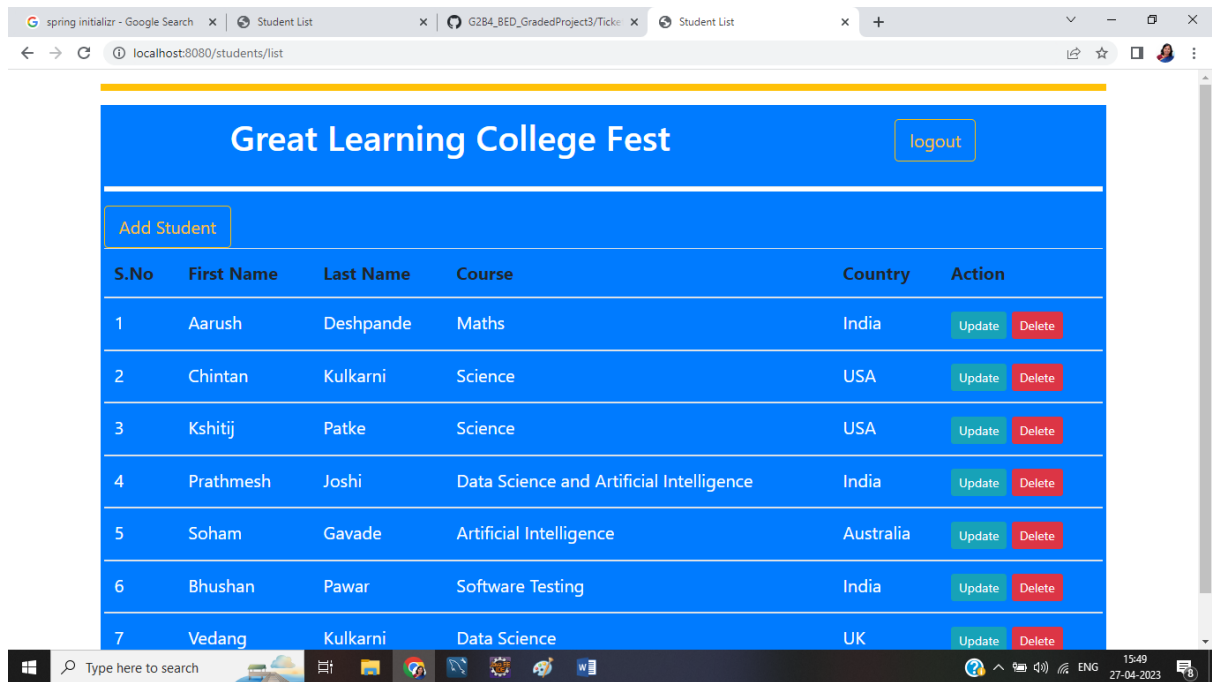 spring initializr - Google Search Student List G2B4_BED_GradedProject3/Ticke Student List
localhost:8080/students/list
Great Learning College Fest logout
Add Student
S.No First Name Last Name Course Country Action
1 Aarush Deshpande Maths India Update Delete
2 Chintan Kulkarni Science USA Update Delete
3 Kshitij Patke Science USA Update Delete
4 Prathmesh Joshi Data Science and Artificial Intelligence India Update Delete
5 Soham Gavade Artificial Intelligence Australia Update Delete
6 Bhushan Pawar Software Testing India Update Delete
7 Vedang Kulkarni Data Science UK Update Delete
Type here to search ENG 15:49
27-04-2023 8